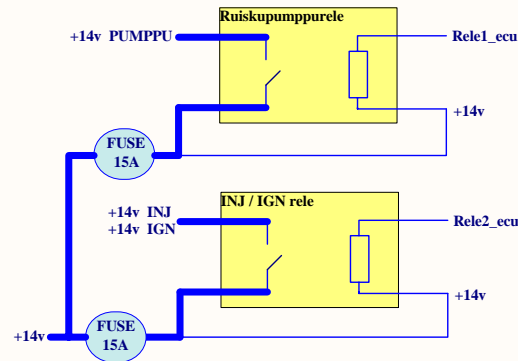 Ruiskupumppurele
+14v PUMPPU
Rele1_ecu
+14v
FUSE
15A
INJ / IGN rele
+14v INJ
+14v IGN
Rele2_ecu
+14v
FUSE
15A
+14v